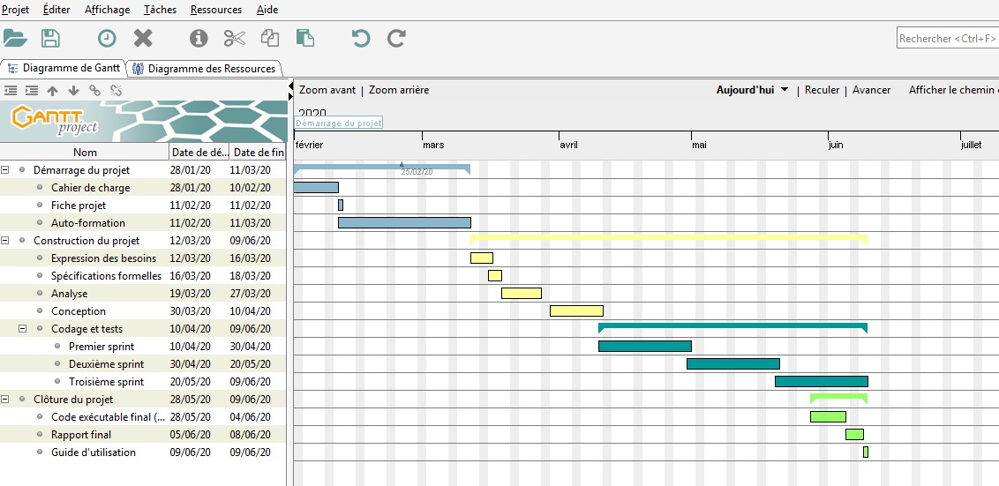 Projet Éditer Affichage Tâches Ressources Aide
Rechercher <Ctrl+F>
Diagramme de Gantt Diagramme des Ressources
Zoom avant | Zoom arrière Aujourd'hui | Reculer | Avancer Afficher le chemin
GANTT project
2020
Démarrage du projet
février mars avril mai juin juillet
Nom Date de dé... Date de fin
Démarrage du projet 28/01/20 11/03/20
25/02/20
Cahier de charge 28/01/20 10/02/20
Fiche projet 11/02/20 11/02/20
Auto-formation 11/02/20 11/03/20
Construction du projet 12/03/20 09/06/20
Expression des besoins 12/03/20 16/03/20
Spécifications formelles 16/03/20 18/03/20
Analyse 19/03/20 27/03/20
Conception 30/03/20 10/04/20
Codage et tests 10/04/20 09/06/20
Premier sprint 10/04/20 30/04/20
Deuxième sprint 30/04/20 20/05/20
Troisième sprint 20/05/20 09/06/20
Clôture du projet 28/05/20 09/06/20
Code exécutable final (... 28/05/20 04/06/20
Rapport final 05/06/20 08/06/20
Guide d'utilisation 09/06/20 09/06/20